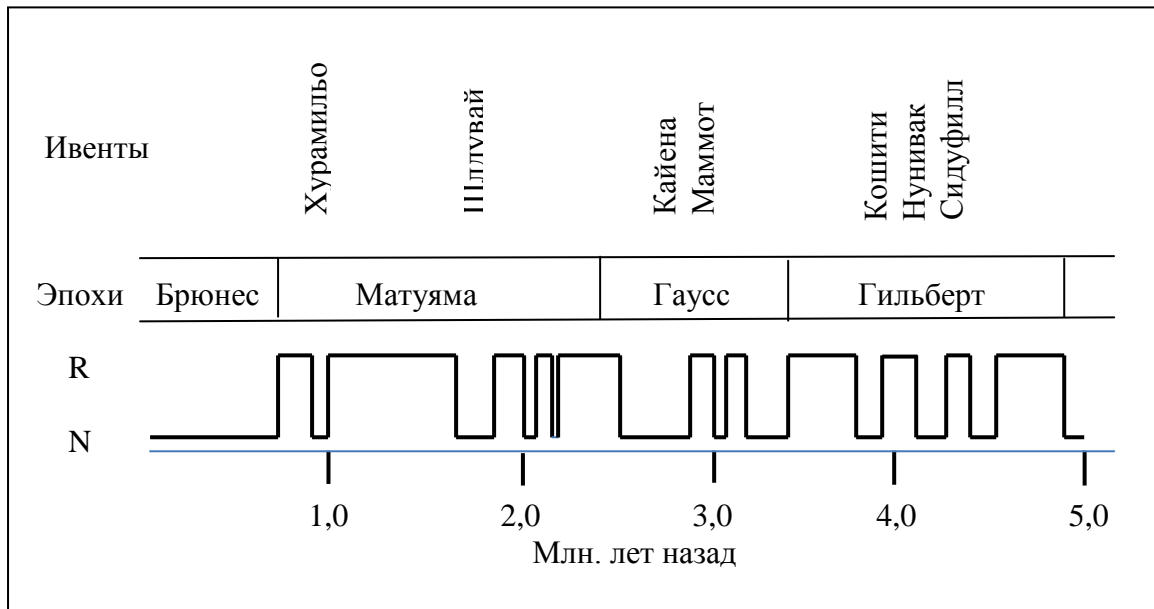 Ивенты
Хурамильо
Кайена
Маммот
Кошити
Нунивак
Сидуфилл
Эпохи Брюнес Матуяма Гаусс Гильберт
R
N
1,0 2,0 3,0 4,0 5,0
Млн. лет назад